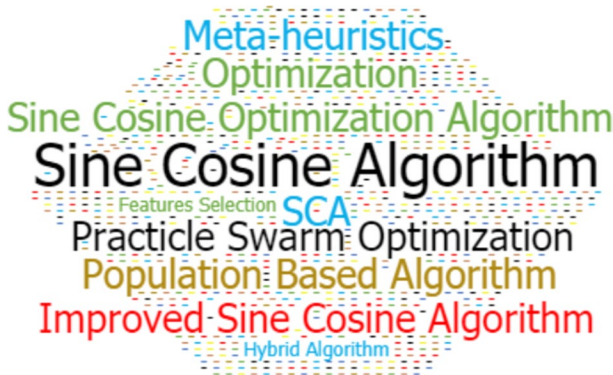 Meta-heuristics
Optimization
Sine Cosine Optimization Algorithm
Sine Cosine Algorithm
Features Selection SCA
Practicle Swarm Optimization
Population Based Algorithm
Improved Sine Cosine Algorithm
Hybrid Algorithm